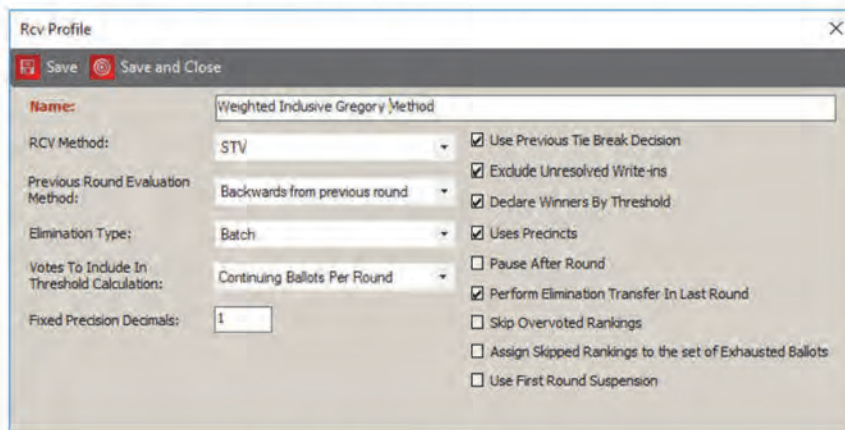 Rcv Profile
Save Save and Close
Name: Weighted Inclusive Gregory Method
RCV Method: STV
Previous Round Evaluation Method: Backwards from previous round
Elimination Type: Batch
Votes To Include In Threshold Calculation: Continuing Ballots Per Round
Fixed Precision Decimals: 1
Use Previous Tie Break Decision
Exclude Unresolved Write-ins
Declare Winners By Threshold
Uses Precincts
Pause After Round
Perform Elimination Transfer In Last Round
Skip Overvoted Rankings
Assign Skipped Rankings to the set of Exhausted Ballots
Use First Round Suspension